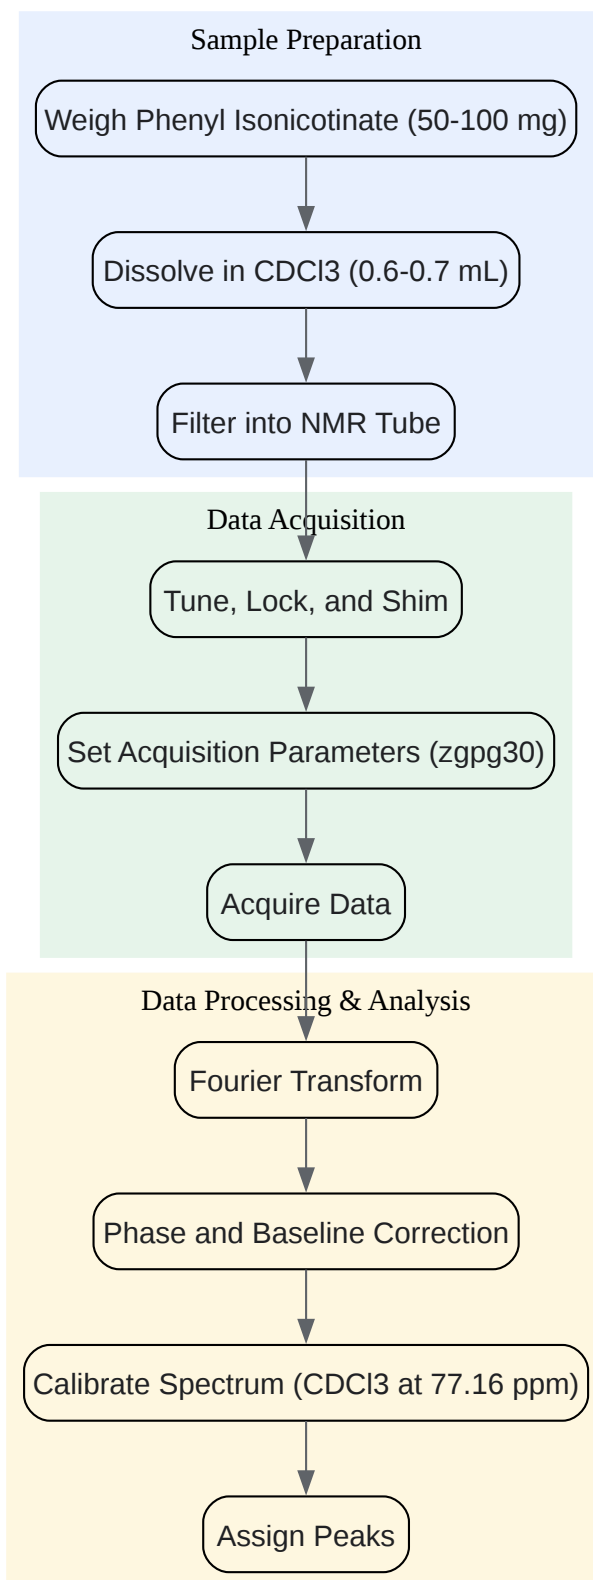 Sample Preparation
Weigh Phenyl Isonicotinate (50-100 mg)
Dissolve in CDCl3 (0.6-0.7 mL)
Filter into NMR Tube
Data Acquisition
Tune, Lock, and Shim
Set Acquisition Parameters (zgpg30)
Acquire Data
Data Processing & Analysis
Fourier Transform
Phase and Baseline Correction
Calibrate Spectrum (CDCl3 at 77.16 ppm)
Assign Peaks